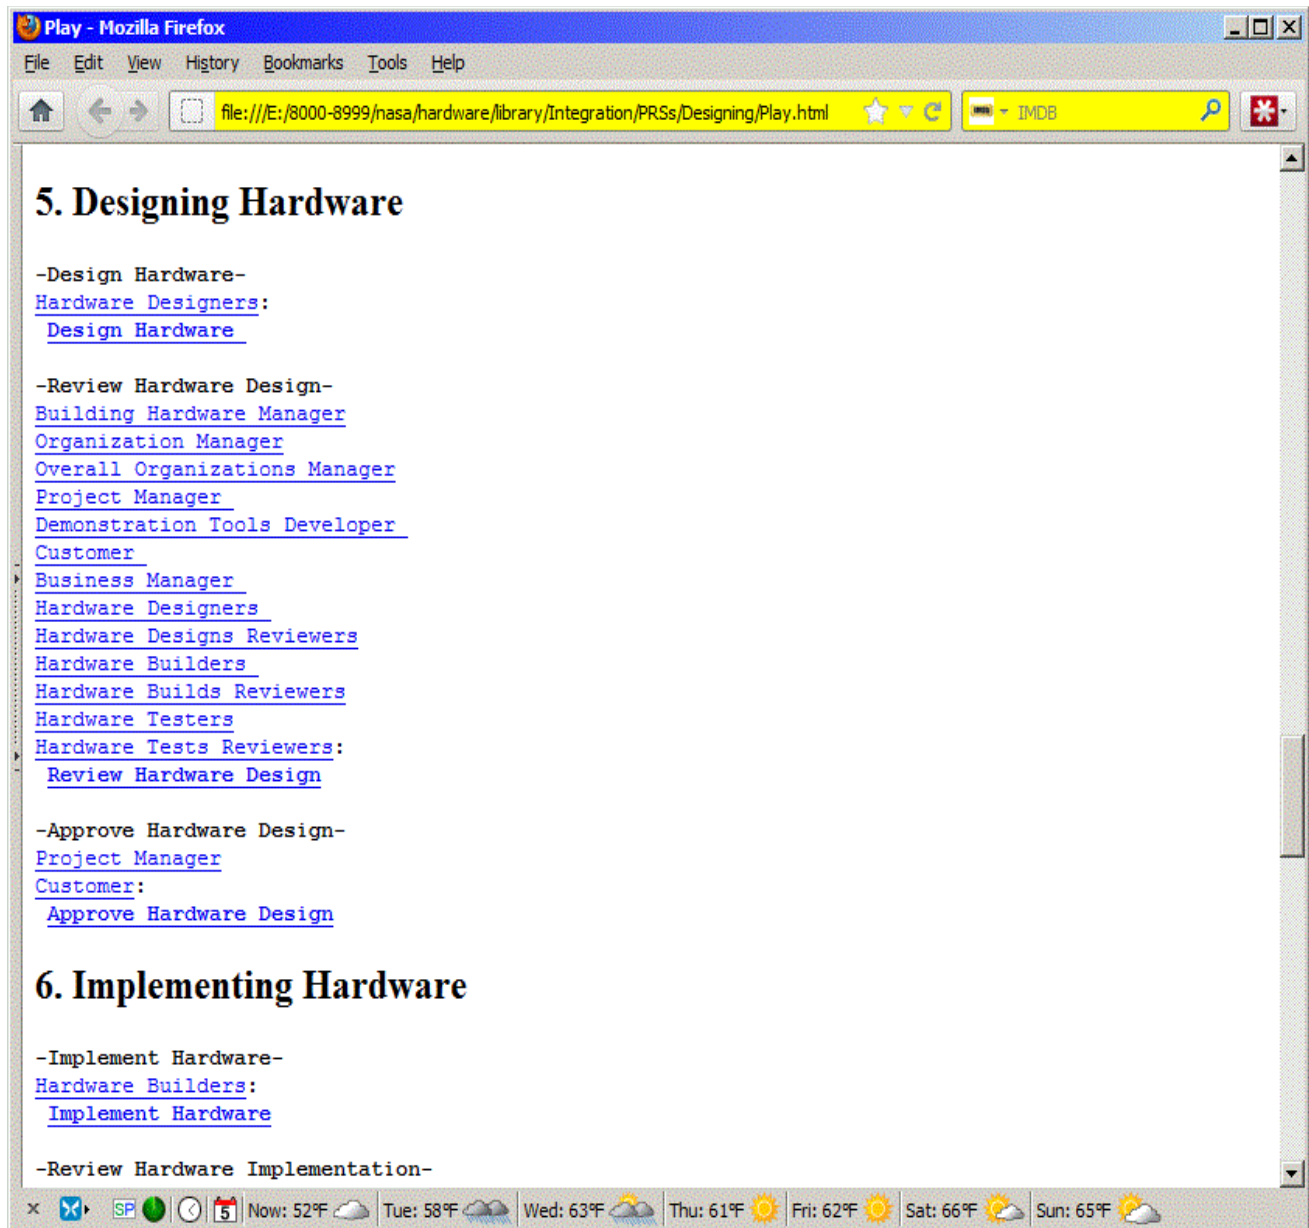 Play - Mozilla Firefox
File Edit View History Bookmarks Tools Help
file:///E:/8000-8999/nasa/hardware/library/Integration/PRSs/Designing/Play.html IMDB
5. Designing Hardware
-Design Hardware-
Hardware Designers:
Design Hardware
-Review Hardware Design-
Building Hardware Manager
Organization Manager
Overall Organizations Manager
Project Manager
Demonstration Tools Developer
Customer
Business Manager
Hardware Designers
Hardware Designs Reviewers
Hardware Builders
Hardware Builds Reviewers
Hardware Testers
Hardware Tests Reviewers:
Review Hardware Design
-Approve Hardware Design-
Project Manager
Customer:
Approve Hardware Design
6. Implementing Hardware
-Implement Hardware-
Hardware Builders:
Implement Hardware
-Review Hardware Implementation-
SP 5 Now: 52°F Tue: 58°F Wed: 63°F Thu: 61°F Fri: 62°F Sat: 66°F Sun: 65°F